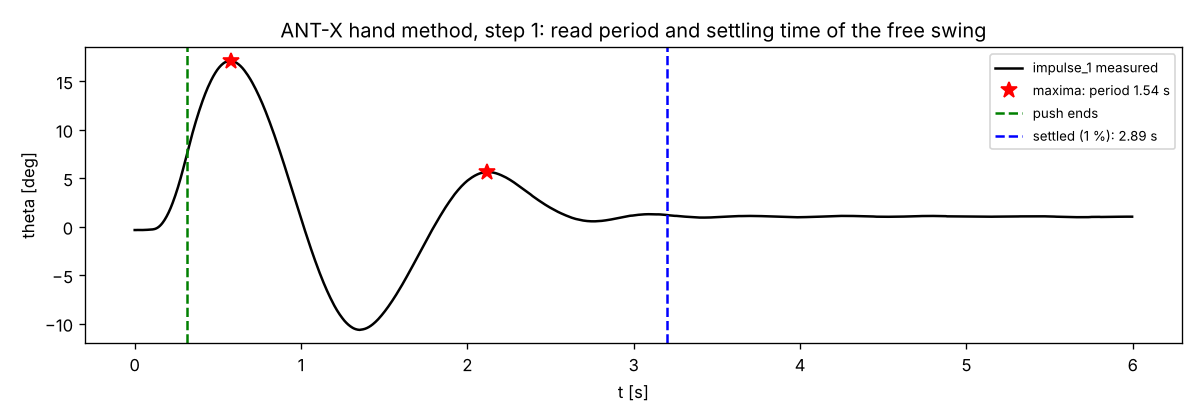 ANT-X hand method, step 1: read period and settling time of the free swing
impulse_1 measured
maxima: period 1.54 s
push ends
settled (1 %): 2.89 s
theta [deg]
15
10
5
0
−5
−10
0
1
2
3
4
5
6
t [s]